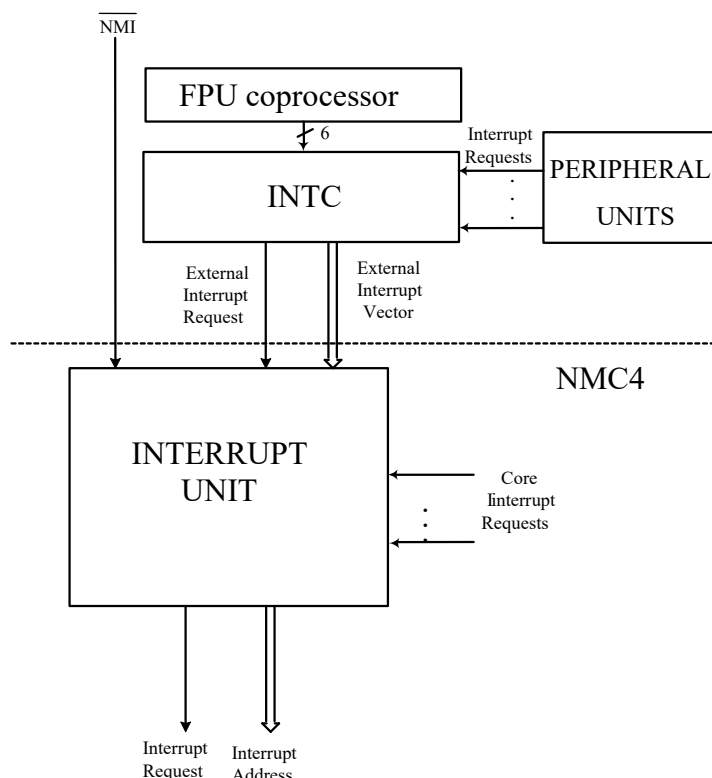 NMI
FPU coprocessor
6
Interrupt
Requests
INTC
PERIPHERAL
UNITS
External
Interrupt
Request
External
Interrupt
Vector
NMC4
INTERRUPT
UNIT
Core
Iinterrupt
Requests
Interrupt
Request
Interrupt
Address